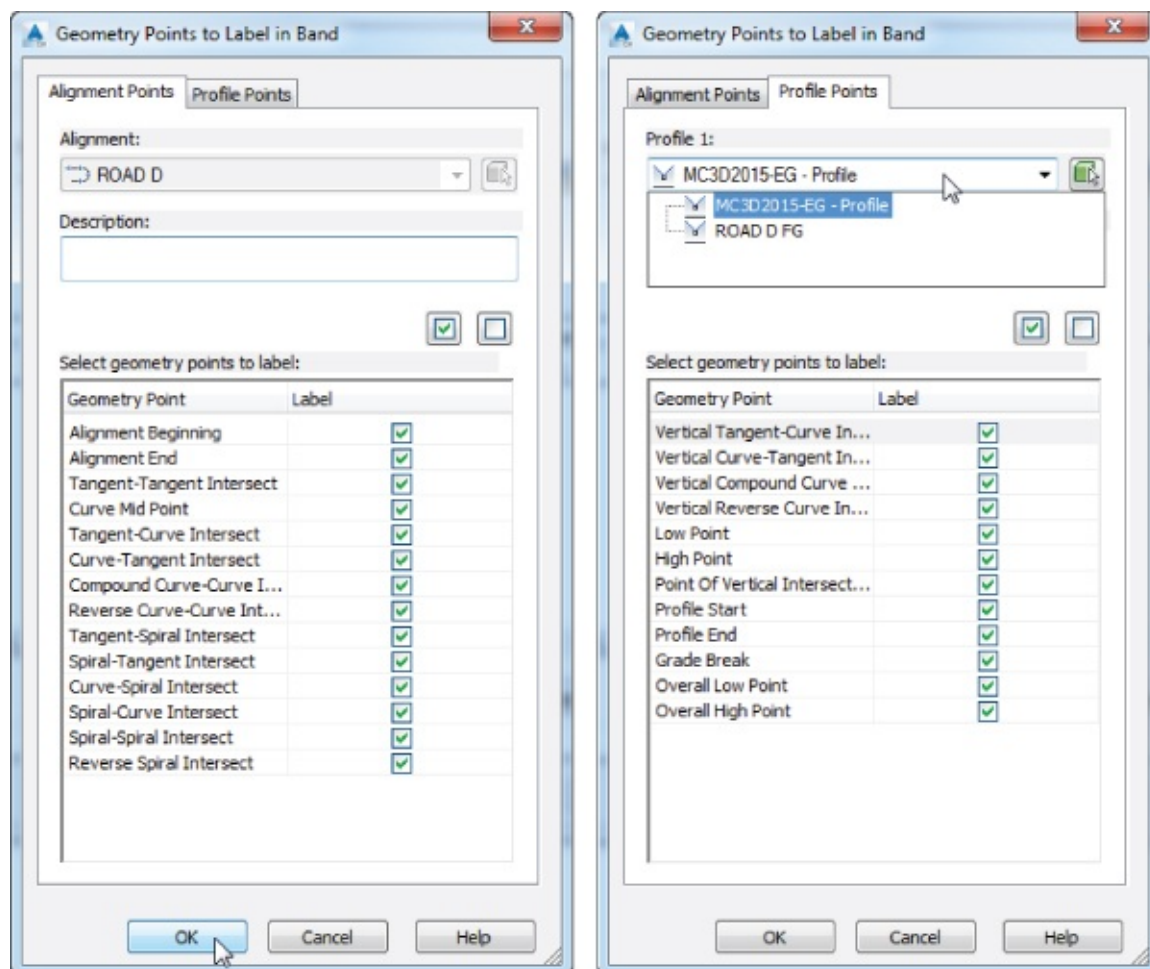 Geometry Points to Label in Band
Alignment Points Profile Points
Alignment:
ROAD D
Description:
Select geometry points to label:
Geometry Point Label
Alignment Beginning
Alignment End
Tangent-Tangent Intersect
Curve Mid Point
Tangent-Curve Intersect
Curve-Tangent Intersect
Compound Curve-Curve I...
Reverse Curve-Curve Int...
Tangent-Spiral Intersect
Spiral-Tangent Intersect
Curve-Spiral Intersect
Spiral-Curve Intersect
Spiral-Spiral Intersect
Reverse Spiral Intersect
OK Cancel Help
Geometry Points to Label in Band
Alignment Points Profile Points
Profile 1:
MC3D2015-EG - Profile
MC3D2015-EG - Profile
ROAD D FG
Select geometry points to label:
Geometry Point Label
Vertical Tangent-Curve In...
Vertical Curve-Tangent In...
Vertical Compound Curve ...
Vertical Reverse Curve In...
Low Point
High Point
Point Of Vertical Intersect...
Profile Start
Profile End
Grade Break
Overall Low Point
Overall High Point
OK Cancel Help